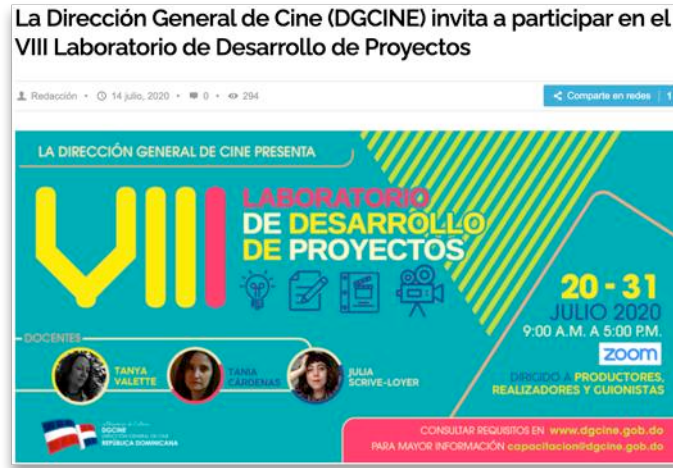 La Dirección General de Cine (DGCINE) invita a participar en el
VIII Laboratorio de Desarrollo de Proyectos
Redacción • 14 julio, 2020 • 0 • 294
Comparte en redes 1
LA DIRECCIÓN GENERAL DE CINE PRESENTA
VIII
LABORATORIO
DE DESARROLLO
DE PROYECTOS
20 - 31
JULIO 2020
9:00 A.M. A 5:00 P.M.
zoom
DIRIGIDO A PRODUCTORES,
REALIZADORES Y GUIONISTAS
DOCENTES
TANYA
VALETTE
TANIA
CÁRDENAS
JULIA
SCRIVE-LOYER
DGCINE
DIRECCIÓN GENERAL DE CINE
REPÚBLICA DOMINICANA
CONSULTAR REQUISITOS EN www.dgcine.gob.do
PARA MAYOR INFORMACIÓN capacitacion@dgcine.gob.do